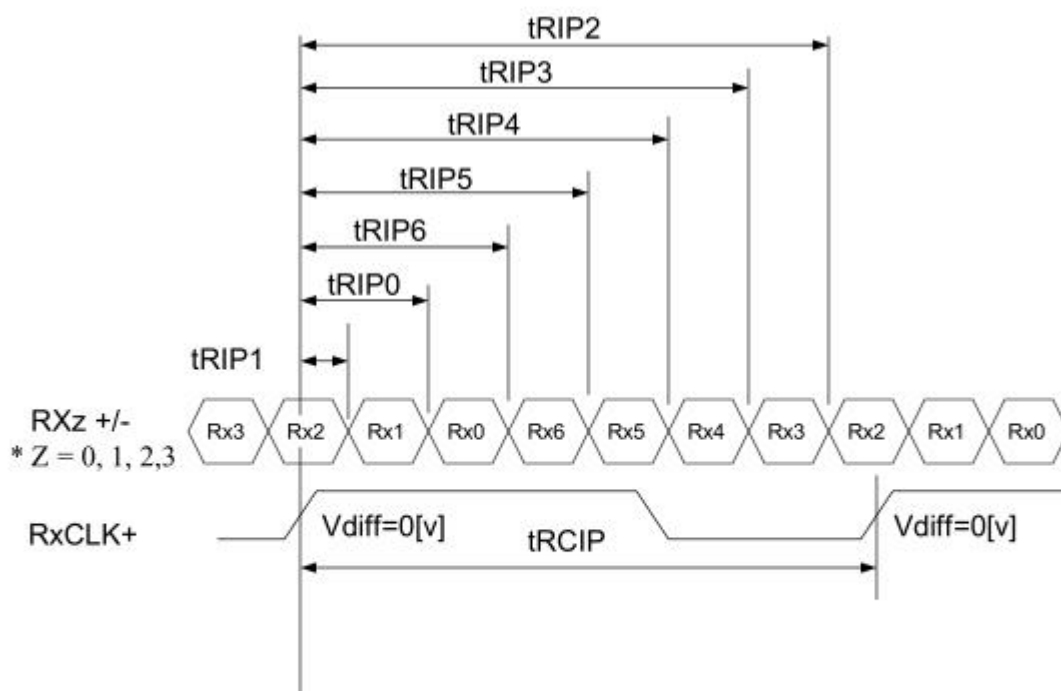 tRIP2
tRIP3
tRIP4
tRIP5
tRIP6
tRIP0
tRIP1
RXz +/-
* Z = 0, 1, 2,3
Rx3 Rx2 Rx1 Rx0 Rx6 Rx5 Rx4 Rx3 Rx2 Rx1 Rx0
RxCLK+
Vdiff=0[v] Vdiff=0[v]
tRCIP